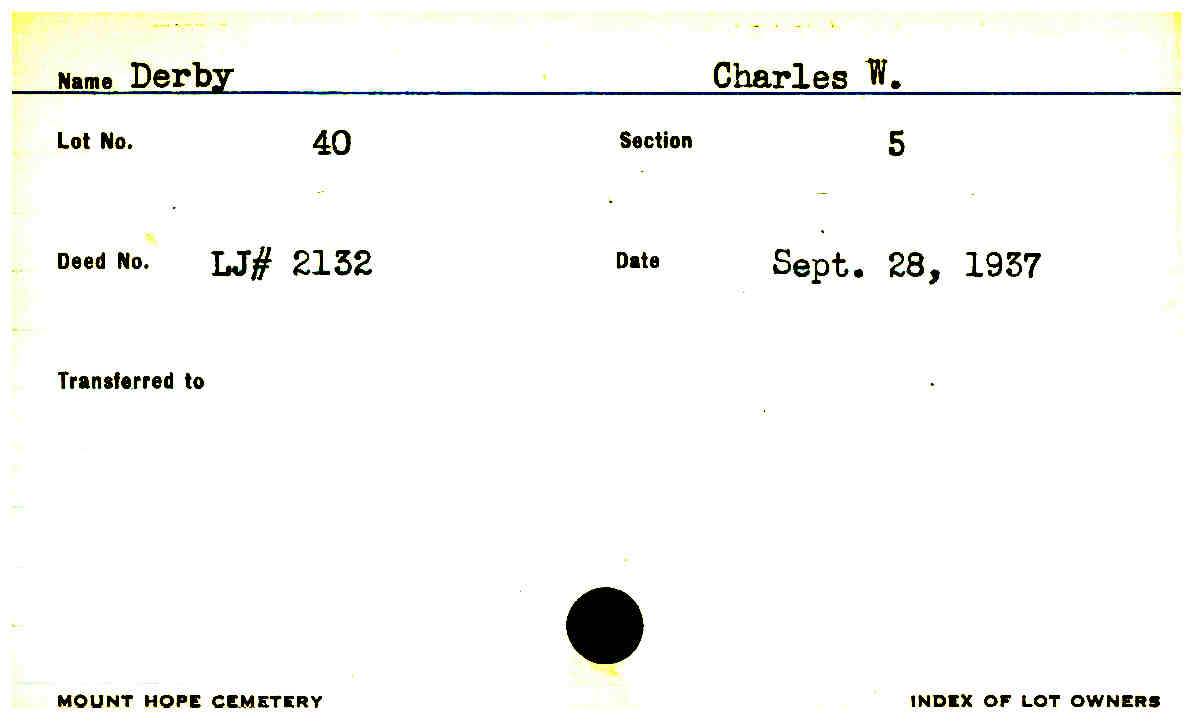 Name Derby Charles W.
Lot No. 40 Section 5
Deed No. LJ# 2132 Date Sept. 28, 1937
Transferred to
MOUNT HOPE CEMETERY INDEX OF LOT OWNERS